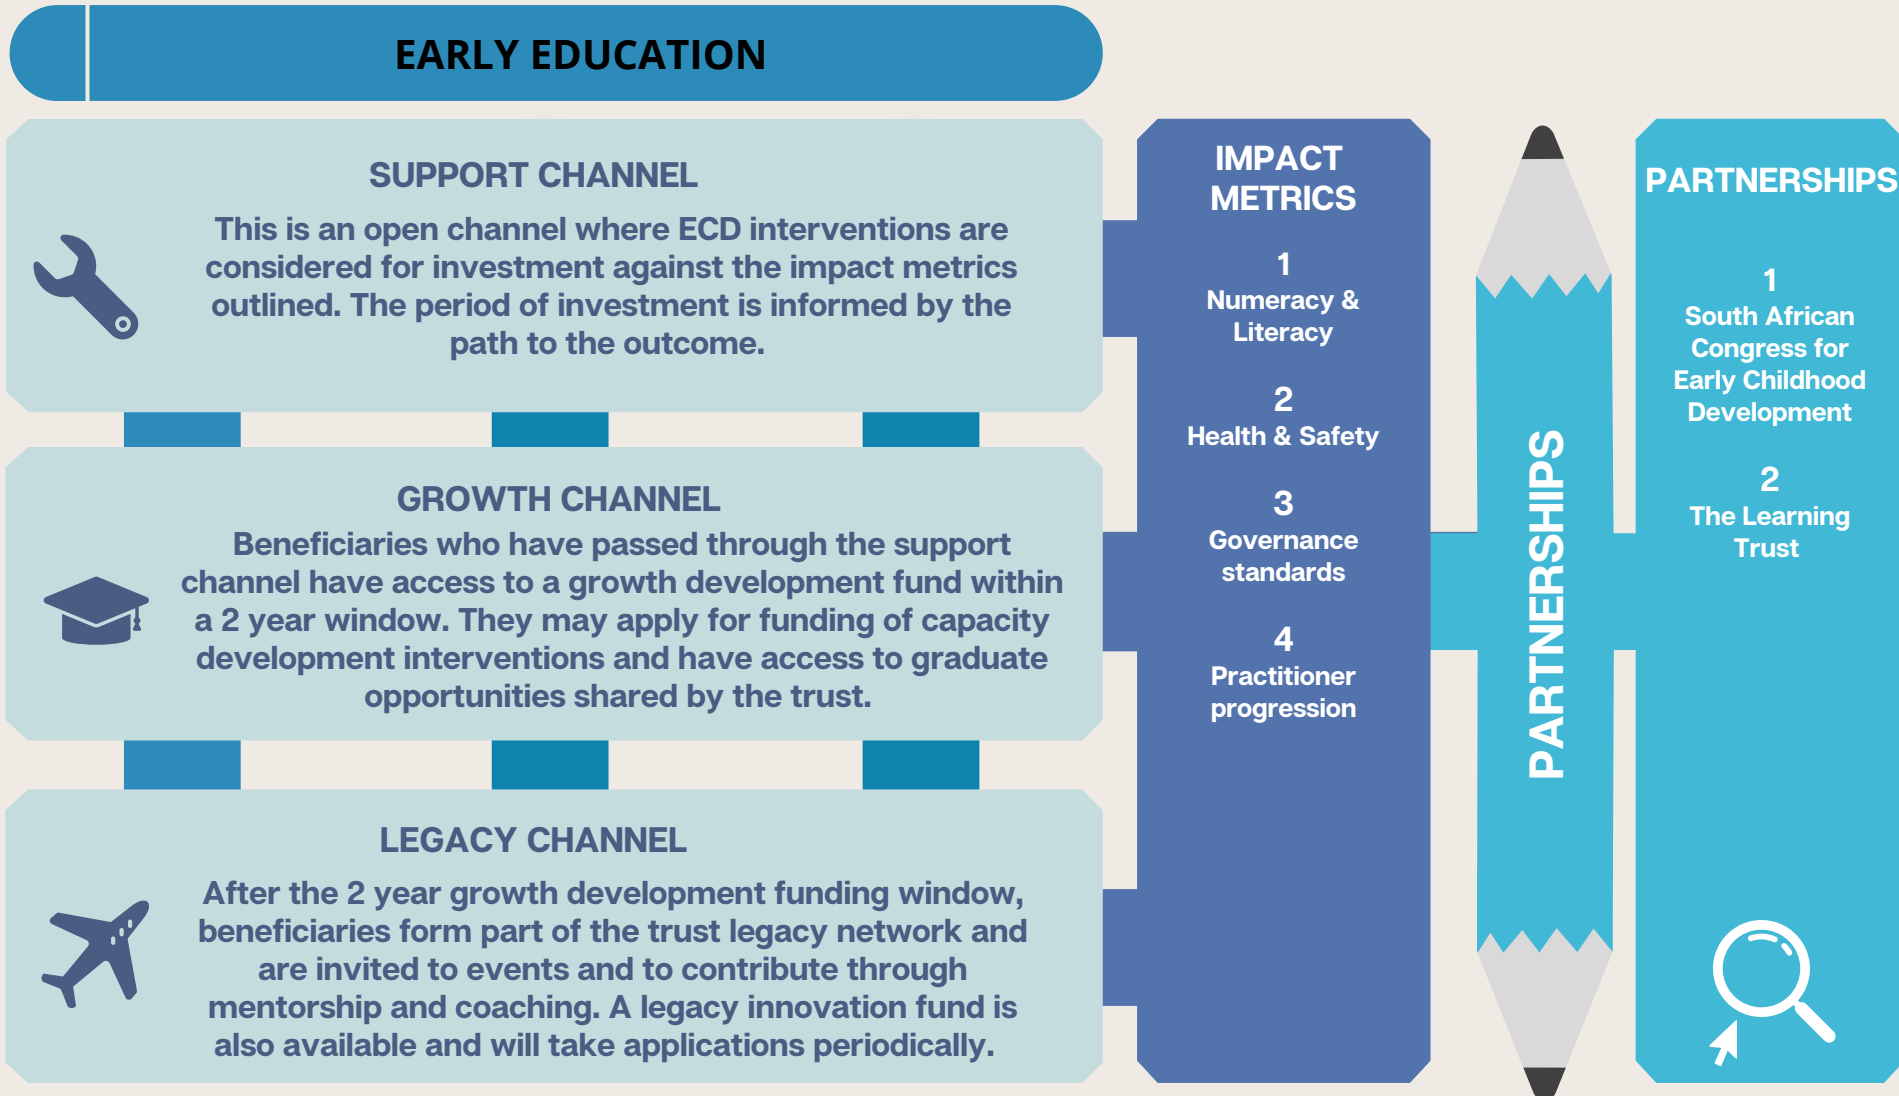 EARLY EDUCATION
SUPPORT CHANNEL
This is an open channel where ECD interventions are
considered for investment against the impact metrics
outlined. The period of investment is informed by the
path to the outcome.
GROWTH CHANNEL
Beneficiaries who have passed through the support
channel have access to a growth development fund within
a 2 year window. They may apply for funding of capacity
development interventions and have access to graduate
opportunities shared by the trust.
LEGACY CHANNEL
After the 2 year growth development funding window,
beneficiaries form part of the trust legacy network and
are invited to events and to contribute through
mentorship and coaching. A legacy innovation fund is
also available and will take applications periodically.
IMPACT
METRICS
1
Numeracy &
Literacy
2
Health & Safety
3
Governance
standards
4
Practitioner
progression
PARTNERSHIPS
PARTNERSHIPS
1
South African
Congress for
Early Childhood
Development
2
The Learning
Trust